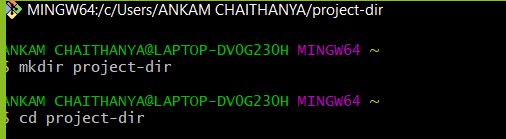 MINGW64:/c/Users/ANKAM CHAITHANYA/project-dir
ANKAM CHAITHANYA@LAPTOP-DV0G230H MINGW64 ~
$ mkdir project-dir
ANKAM CHAITHANYA@LAPTOP-DV0G230H MINGW64 ~
$ cd project-dir